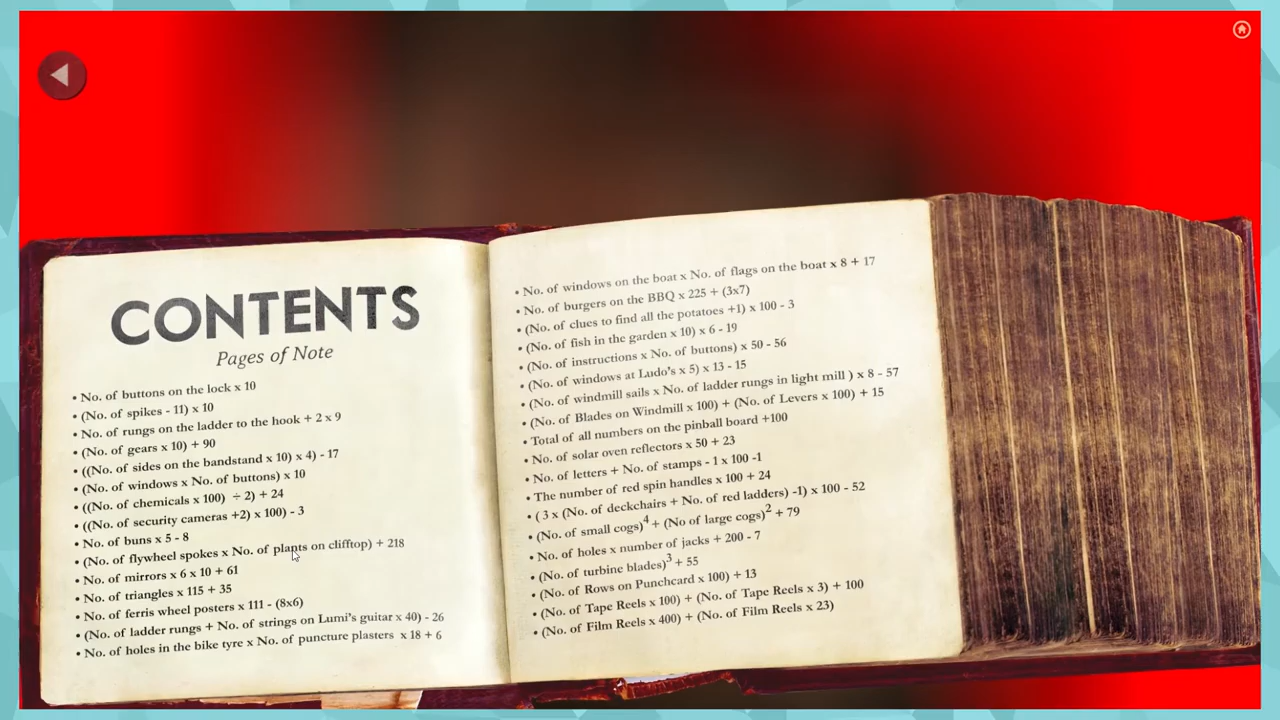 CONTENTS
Pages of Note
• No. of buttons on the lock x 10
• (No. of spikes - 11) x 10
• No. of rungs on the ladder to the hook + 2 x 9
• (No. of gears x 10) + 90
• ((No. of sides on the bandstand x 10) x 4) - 17
• (No. of windows x No. of buttons) x 10
• ((No. of chemicals x 100) ÷ 2) + 24
• ((No. of security cameras +2) x 100) - 3
• No. of buns x 5 - 8
• (No. of flywheel spokes x No. of plants on clifftop) + 218
• No. of mirrors x 6 x 10 + 61
• No. of triangles x 115 + 35
• No. of ferris wheel posters x 111 - (8x6)
• (No. of ladder rungs + No. of strings on Lumi's guitar x 40) - 26
• No. of holes in the bike tyre x No. of puncture plasters x 18 + 6
• No. of windows on the boat x No. of flags on the boat x 8 + 17
• No. of burgers on the BBQ x 225 + (3x7)
• (No. of clues to find all the potatoes +1) x 100 - 3
• (No. of fish in the garden x 10) x 6 - 19
• (No. of instructions x No. of buttons) x 50 - 56
• (No. of windows at Ludo's x 5) x 13 - 15
• (No. of windmill sails x No. of ladder rungs in light mill ) x 8 - 57
• (No. of Blades on Windmill x 100) + (No. of Levers x 100) + 15
• Total of all numbers on the pinball board +100
• No. of solar oven reflectors x 50 + 23
• No. of letters + No. of stamps - 1 x 100 -1
• The number of red spin handles x 100 + 24
• ( 3 x (No. of deckchairs + No. of red ladders) -1) x 100 - 52
• (No. of small cogs)⁴ + (No of large cogs)² + 79
• No. of holes x number of jacks + 200 - 7
• (No. of turbine blades)³ + 55
• (No. of Rows on Punchcard x 100) + 13
• (No. of Tape Reels x 100) + (No. of Tape Reels x 3) + 100
• (No. of Film Reels x 400) + (No. of Film Reels x 23)